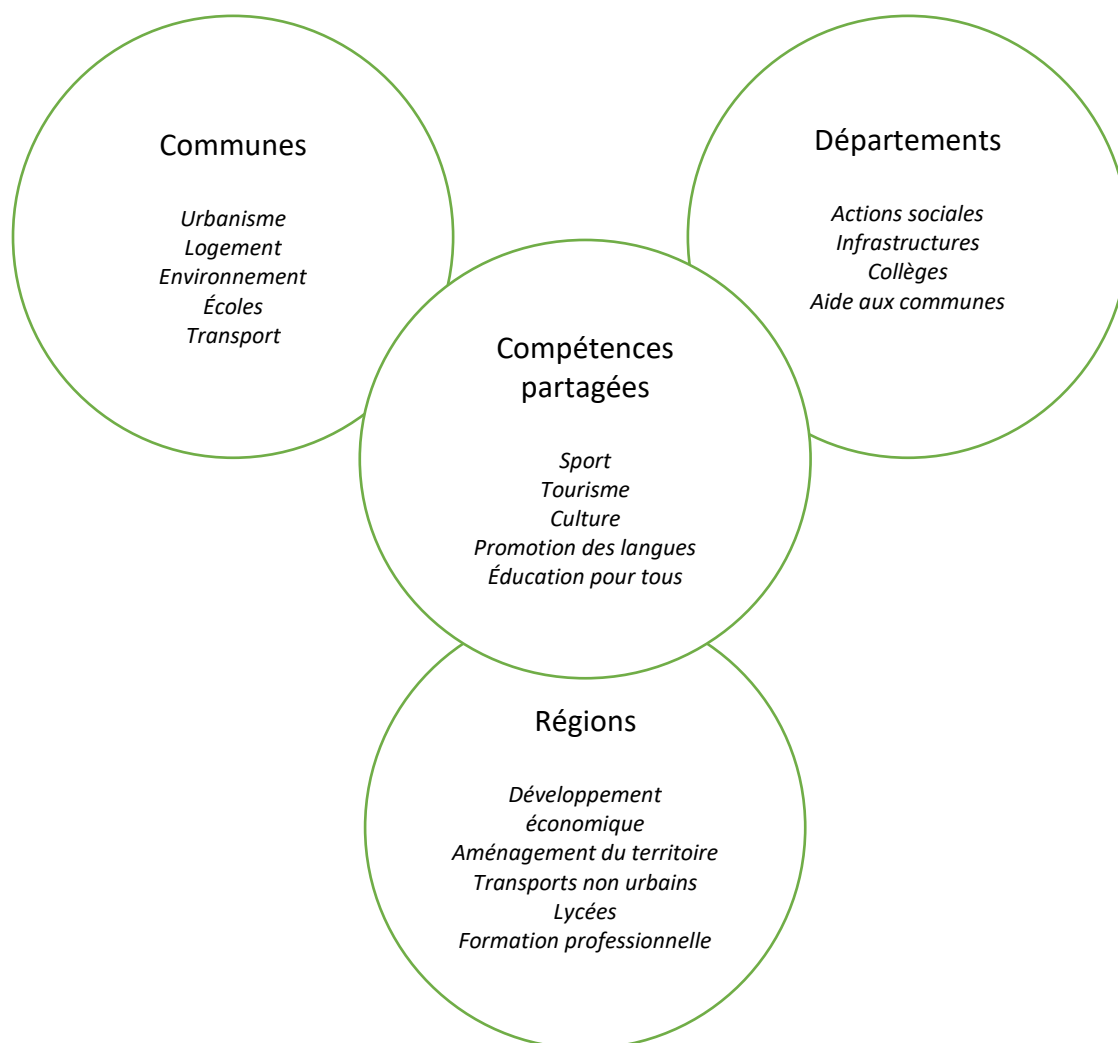 Communes
Urbanisme
Logement
Environnement
Écoles
Transport
Départements
Actions sociales
Infrastructures
Collèges
Aide aux communes
Compétences
partagées
Sport
Tourisme
Culture
Promotion des langues
Éducation pour tous
Régions
Développement
économique
Aménagement du territoire
Transports non urbains
Lycées
Formation professionnelle